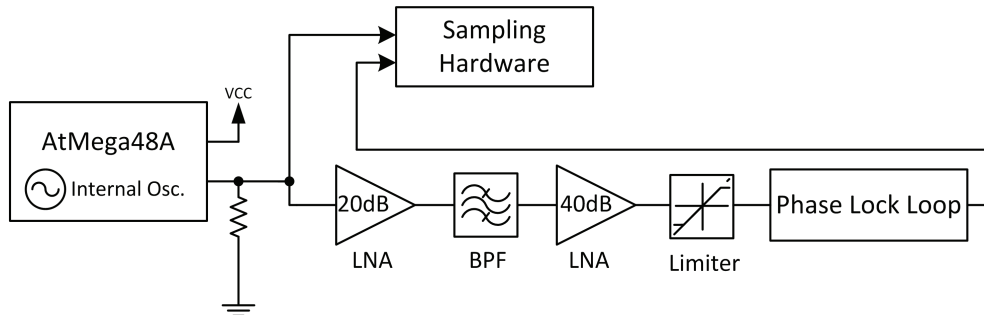 Sampling
Hardware
VCC
AtMega48A
Internal Osc.
20dB
40dB
Phase Lock Loop
LNA
BPF
LNA
Limiter